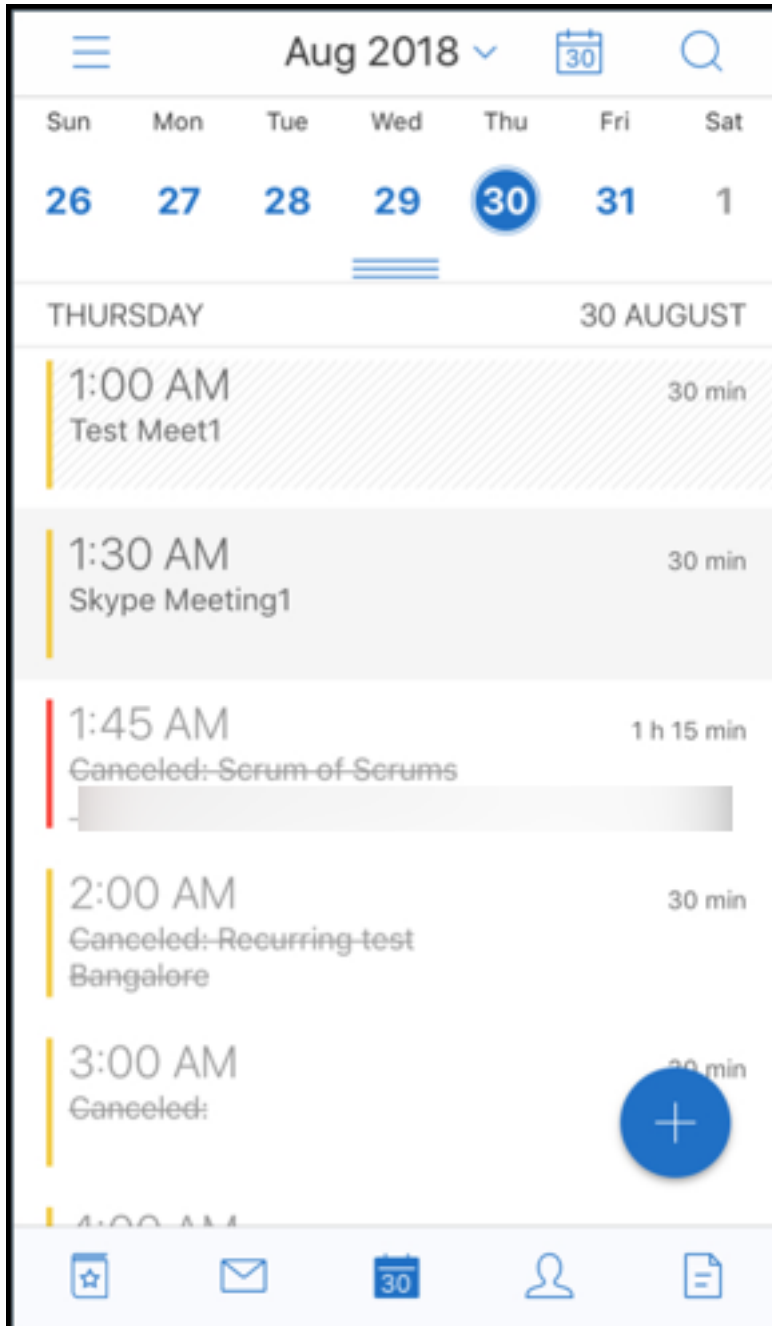 Aug 2018
30
Sun Mon Tue Wed Thu Fri Sat
26 27 28 29 30 31 1
THURSDAY 30 AUGUST
1:00 AM 30 min
Test Meet1
1:30 AM 30 min
Skype Meeting1
1:45 AM 1 h 15 min
Canceled: Scrum of Scrums
-
2:00 AM 30 min
Canceled: Recurring test
Bangalore
3:00 AM min
Canceled:
30